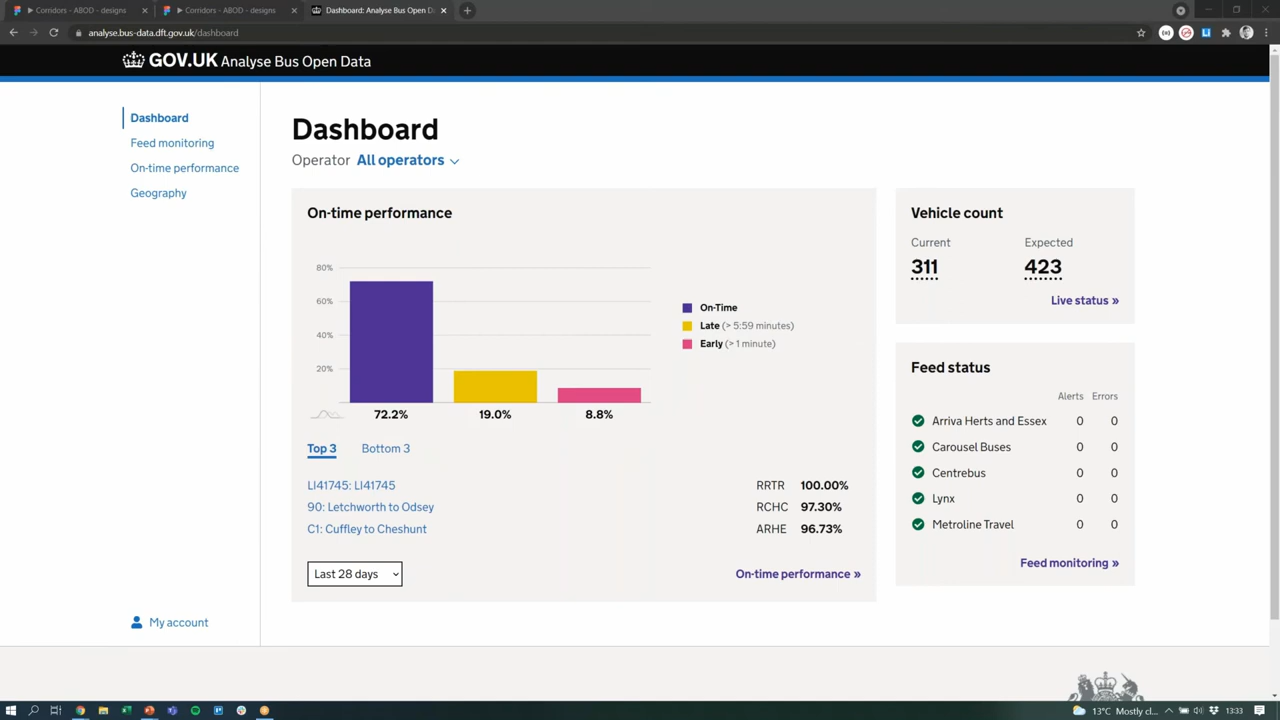 Corridors - ABOD - designs
Corridors - ABOD - designs
Dashboard: Analyse Bus Open D
analyse.bus-data.dft.gov.uk/dashboard
GOV.UK Analyse Bus Open Data
Dashboard
Feed monitoring
On-time performance
Geography
My account
Dashboard
Operator All operators
On-time performance
80%
60%
40%
20%
72.2% 19.0% 8.8%
On-Time
Late (> 5:59 minutes)
Early (> 1 minute)
Top 3 Bottom 3
LI41745: LI41745 RRTR 100.00%
90: Letchworth to Odsey RCHC 97.30%
C1: Cuffley to Cheshunt ARHE 96.73%
Last 28 days On-time performance »
Vehicle count
Current Expected
311 423
Live status »
Feed status
Alerts Errors
Arriva Herts and Essex 0 0
Carousel Buses 0 0
Centrebus 0 0
Lynx 0 0
Metroline Travel 0 0
Feed monitoring »
13°C Mostly cl... 13:33